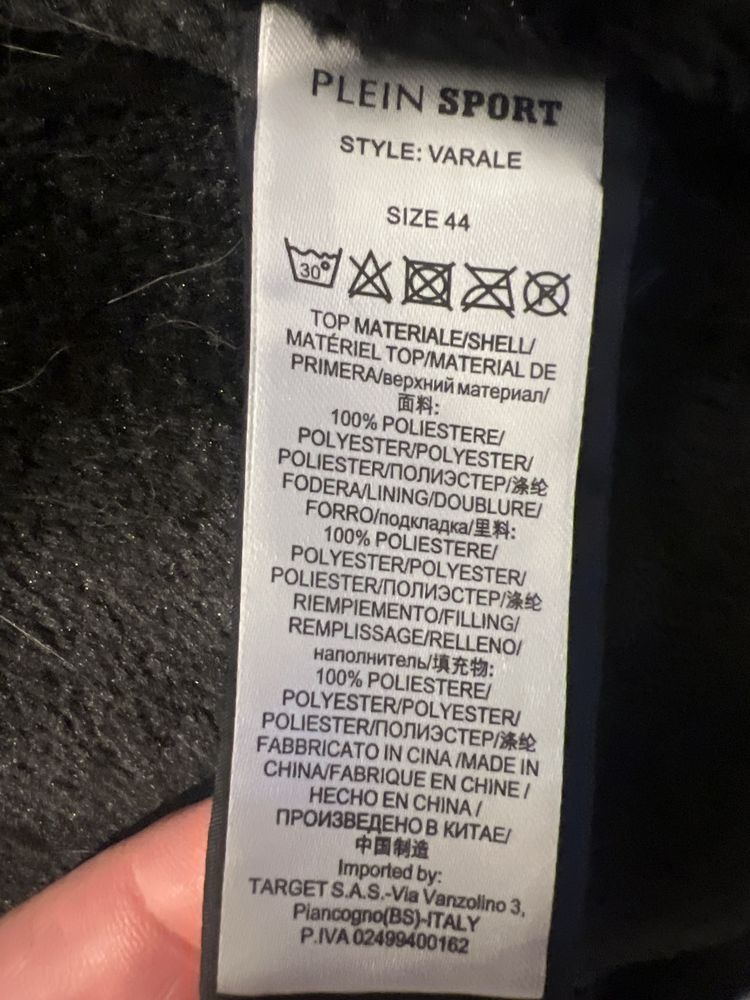 PLEIN SPORT
STYLE: VARALE
SIZE 44
30°
P
TOP MATERIALE/SHELL/
MATÉRIEL TOP/MATERIAL DE
PRIMERA/верхний материал/
面料:
100% POLIESTERE/
POLYESTER/POLYESTER/
POLIESTER/ПОЛИЭСТЕР/涤纶
FODERA/LINING/DOUBLURE/
FORRO/подкладка/里料:
100% POLIESTERE/
POLYESTER/POLYESTER/
POLIESTER/ПОЛИЭСТЕР/涤纶
RIEMPIEMENTO/FILLING/
REMPLISSAGE/RELLENO/
наполнитель/填充物:
100% POLIESTERE/
POLYESTER/POLYESTER/
POLIESTER/ПОЛИЭСТЕР/涤纶
FABBRICATO IN CINA /MADE IN
CHINA/FABRIQUE EN CHINE /
HECHO EN CHINA /
ПРОИЗВЕДЕНО В КИТАЕ/
中国制造
Imported by:
TARGET S.A.S.-Via Vanzolino 3,
Piancogno(BS)-ITALY
P.IVA 02499400162